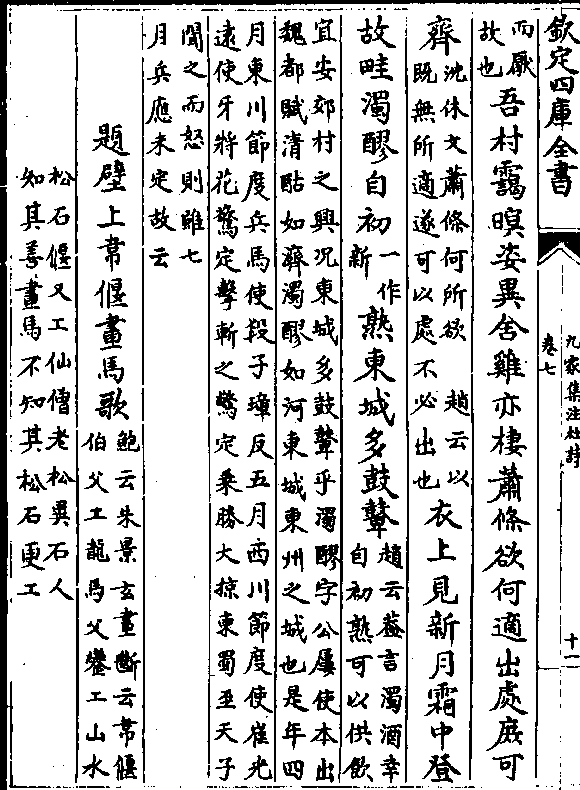 九家集注杜詩
卷七
十一
欽定四庫全書
而厭
故也
吾村靄暝姿異舍雞亦棲蕭條欲何適出處庶可
齊
沈休文蕭條何所欲 趙云以
既無所適遂可以處不必出也
衣上見新月霜中登
故畦濁醪自初
一作
新
熟東城多鼓鼙
趙云蓋言濁酒幸
自初熟可以供飲
宜安郊村之興況東城多鼓鼙乎濁醪字公屢使本出
魏都賦清酤如濟濁醪如河東城東州之城也是年四
月東川節度兵馬使段子璋反五月西川節度使崔光
遠使牙將花驚定擊斬之驚定乘勝大掠東蜀至天子
聞之而怒則雖七
月兵應未定故云
題壁上韋偃畫馬歌
鮑云朱景玄畫斷云韋偃
伯父工龍馬父鑾工山水
松石偃又工仙僧老松異石人
知其善畫馬不知其松石更工